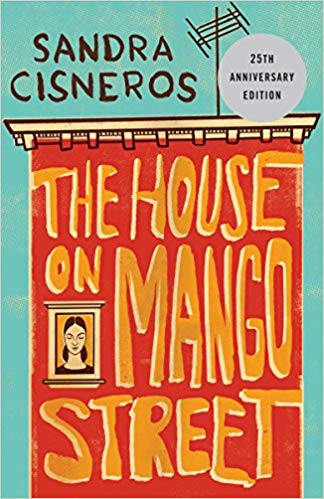 SANDRA
CISNEROS
25TH
ANNIVERSARY
EDITION
THE HOUSE
ON MANGO
STREET